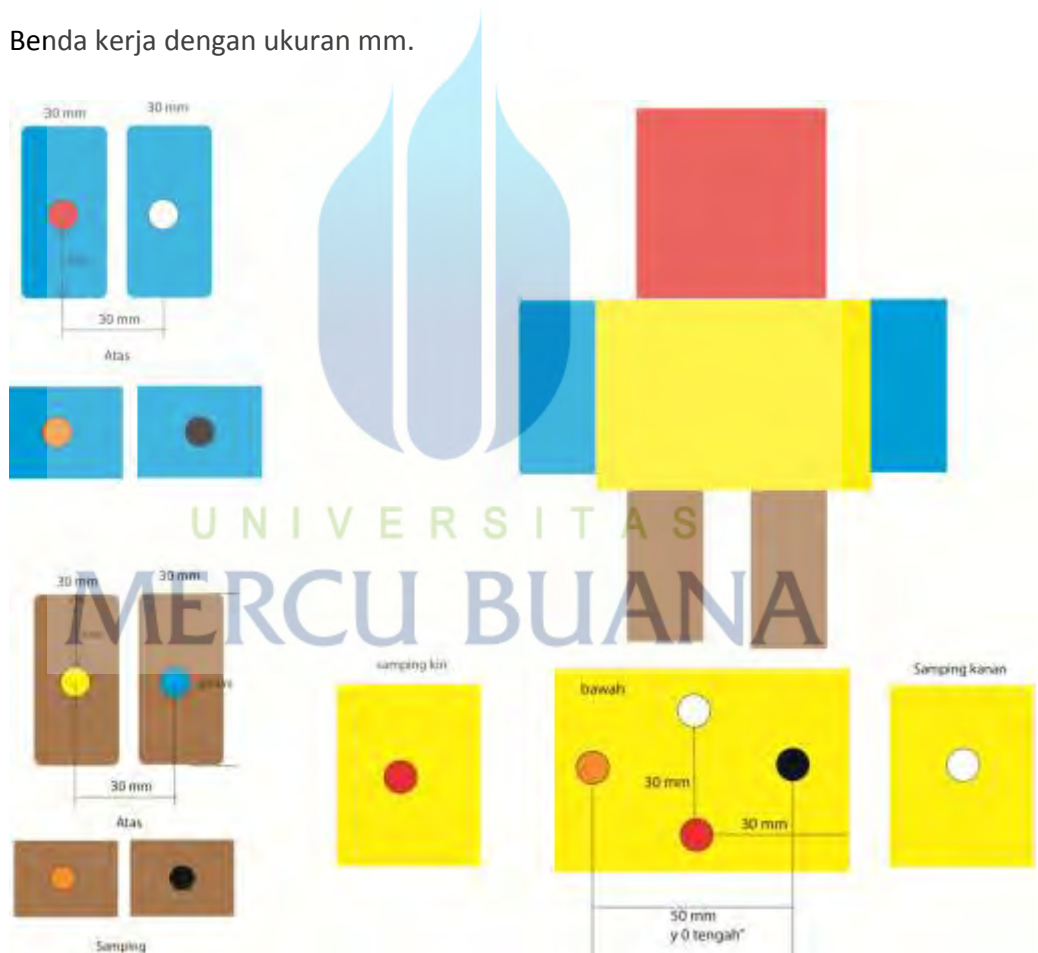 Benda kerja dengan ukuran mm.
30 mm
30 mm
30 mm
Atas
UNIVERSITAS
MERCU BUANA
30 mm
30 mm
30 mm
Atas
Samping
samping kiri
bawah
30 mm
30 mm
50 mm
y 0 tengah"
Samping kanan